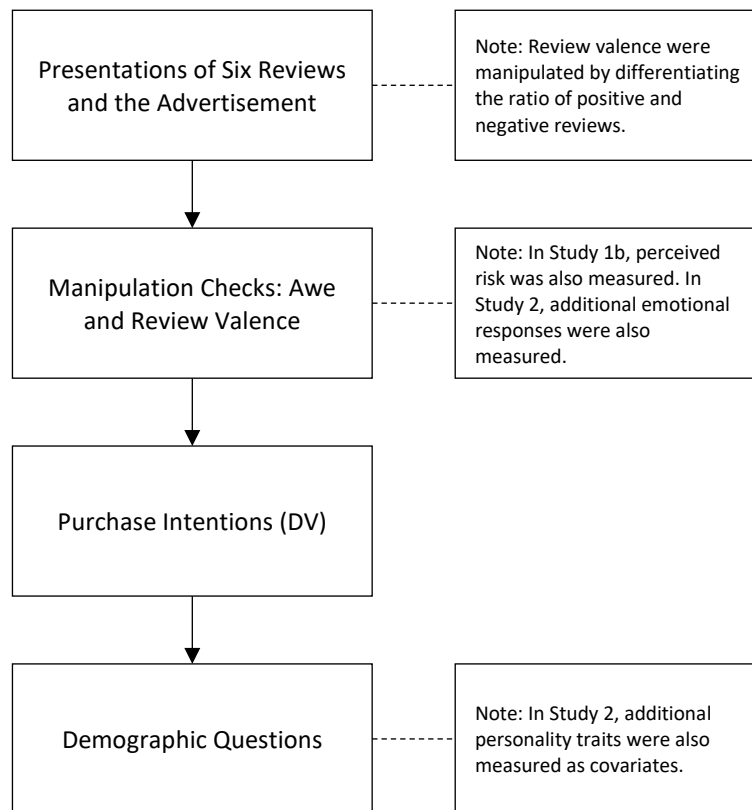 Presentations of Six Reviews
and the Advertisement
Note: Review valence were
manipulated by differentiating
the ratio of positive and
negative reviews.
Manipulation Checks: Awe
and Review Valence
Note: In Study 1b, perceived
risk was also measured. In
Study 2, additional emotional
responses were also
measured.
Purchase Intentions (DV)
Demographic Questions
Note: In Study 2, additional
personality traits were also
measured as covariates.